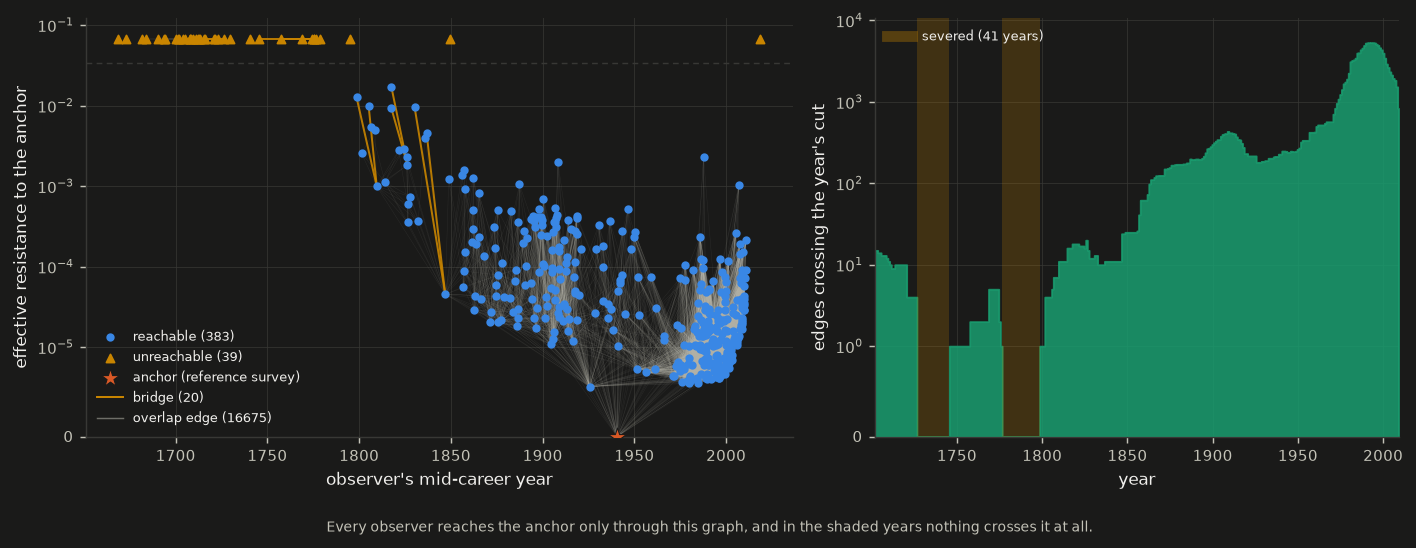 effective resistance to the anchor
10⁻¹
10⁻²
10⁻³
10⁻⁴
10⁻⁵
0
reachable (383)
unreachable (39)
anchor (reference survey)
bridge (20)
overlap edge (16675)
1700 1750 1800 1850 1900 1950 2000
observer's mid-career year
edges crossing the year's cut
10⁴
10³
10²
10¹
10⁰
0
severed (41 years)
1750 1800 1850 1900 1950 2000
year
Every observer reaches the anchor only through this graph, and in the shaded years nothing crosses it at all.